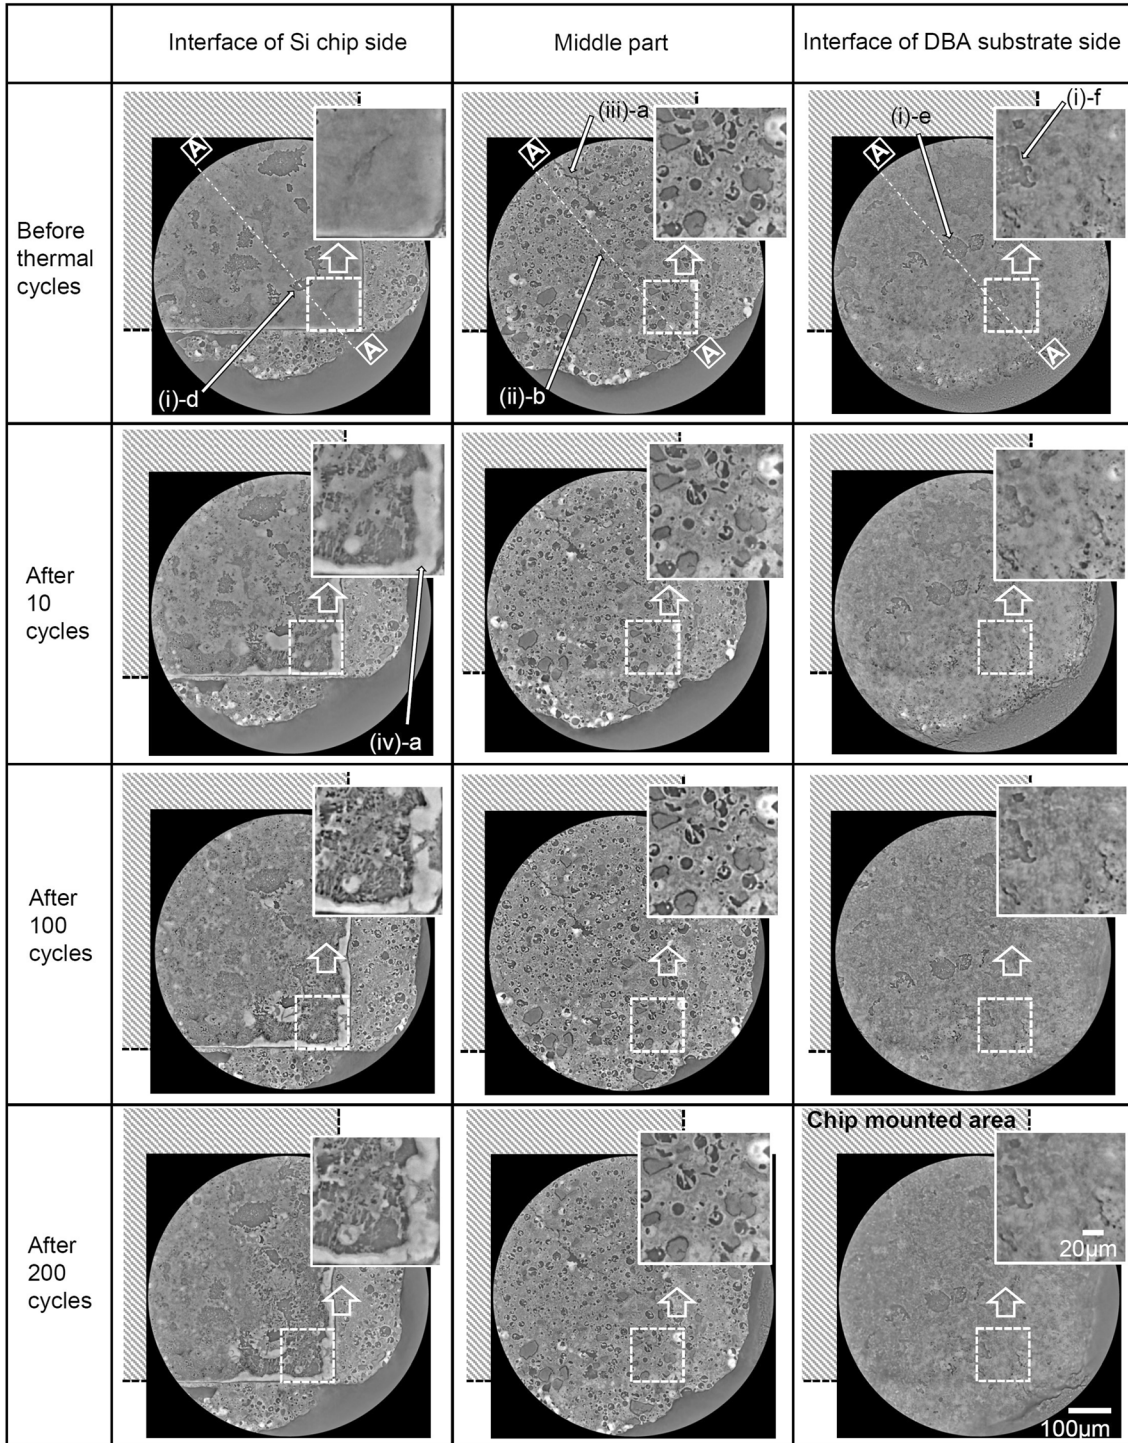 Interface of Si chip side
Middle part
Interface of DBA substrate side
Before
thermal
cycles
A
A
(i)-d
(iii)-a
A
A
(ii)-b
(i)-e
(i)-f
A
A
After
10
cycles
(iv)-a
After
100
cycles
After
200
cycles
Chip mounted area
20μm
100μm